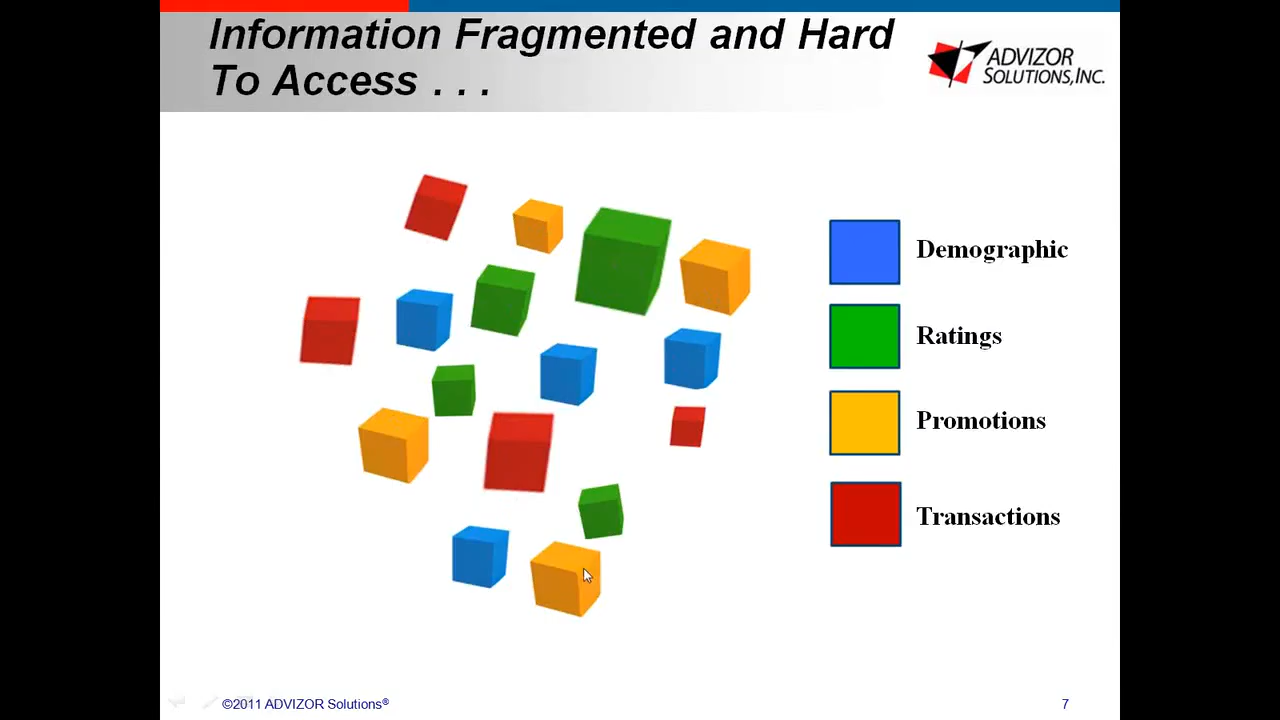 Information Fragmented and Hard
To Access . . .
ADVIZOR
SOLUTIONS, INC.
Demographic
Ratings
Promotions
Transactions
©2011 ADVIZOR Solutions®
7